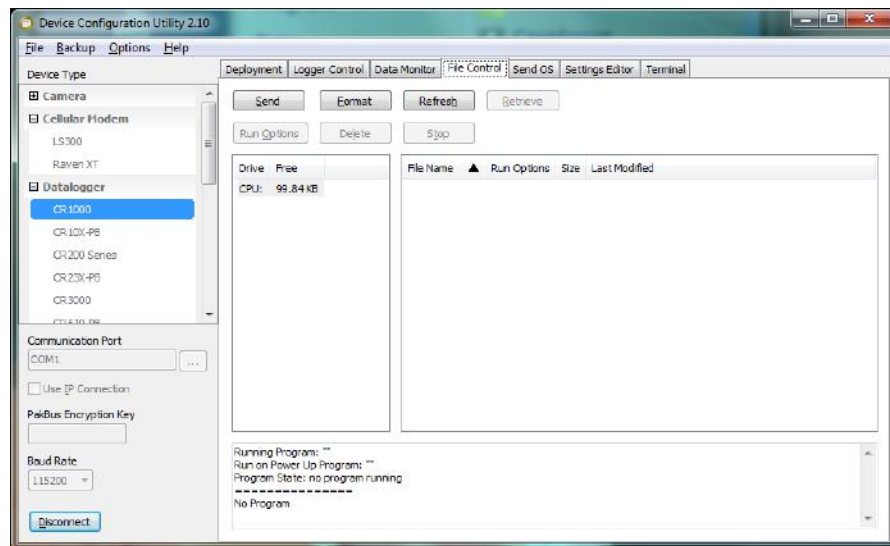 Device Configuration Utility 2.10
File Backup Options Help
Device Type
Camera
Cellular Modem
LS300
Raven XT
Datalogger
CR1000
CR10X-PB
CR200 Series
CR23X-PB
CR3000
CR510-PB
Communication Port
COM1
...
Use IP Connection
PakBus Encryption Key
Baud Rate
115200
Disconnect
Deployment Logger Control Data Monitor File Control Send OS Settings Editor Terminal
Send Format Refresh Retrieve
Run Options Delete Stop
Drive Free
CPU: 99.84 KB
File Name ▲ Run Options Size Last Modified
Running Program: ""
Run on Power Up Program: ""
Program State: no program running
================
No Program